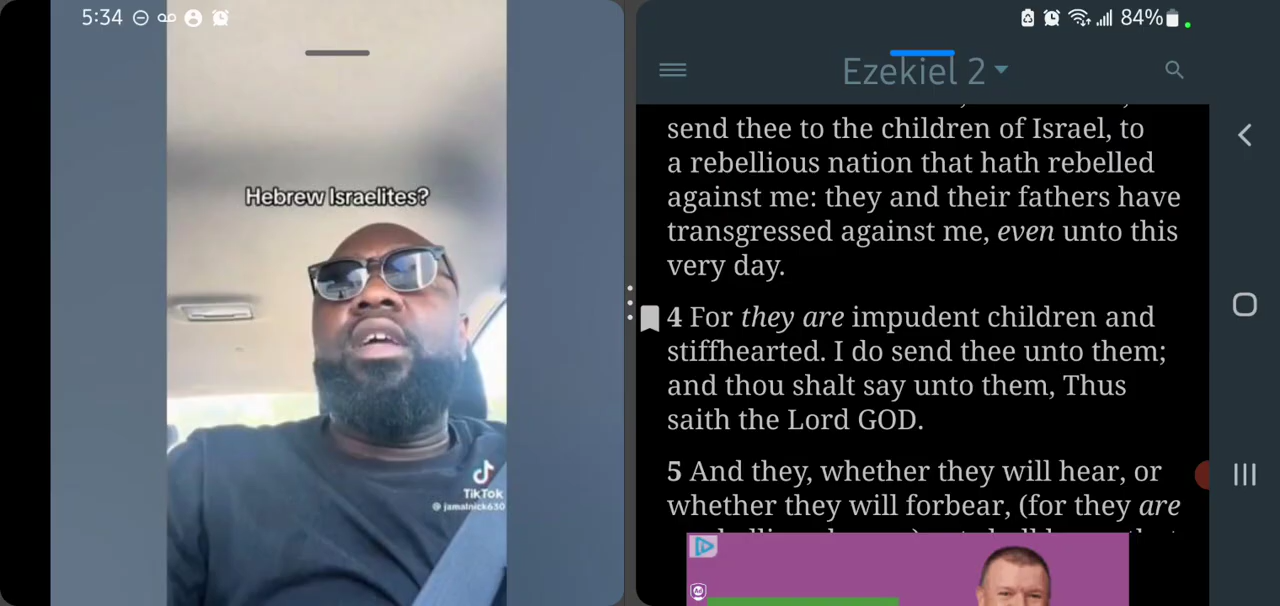 5:34
84%
Hebrew Israelites?
TikTok
@ jamalnick630
Ezekiel 2
send thee to the children of Israel, to
a rebellious nation that hath rebelled
against me: they and their fathers have
transgressed against me, even unto this
very day.
4 For they are impudent children and
stiffhearted. I do send thee unto them;
and thou shalt say unto them, Thus
saith the Lord GOD.
5 And they, whether they will hear, or
whether they will forbear, (for they are